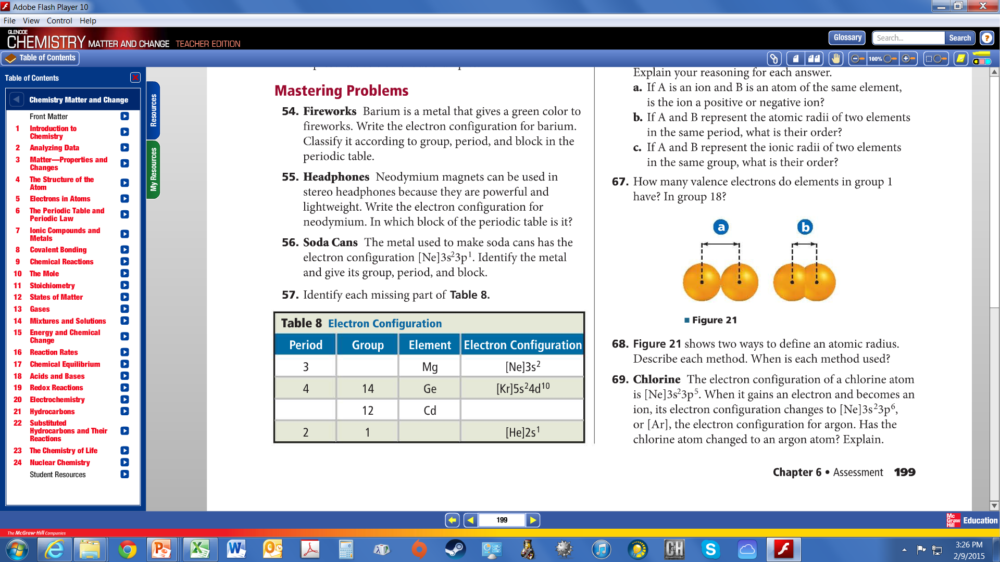 Adobe Flash Player 10
File View Control Help
GLENCOE
CHEMISTRY MATTER AND CHANGE TEACHER EDITION
Glossary
Search...
Search
?
Table of Contents
100%
Table of Contents
Chemistry Matter and Change
Front Matter
1 Introduction to
Chemistry
2 Analyzing Data
3 Matter—Properties and
Changes
4 The Structure of the
Atom
5 Electrons in Atoms
6 The Periodic Table and
Periodic Law
7 Ionic Compounds and
Metals
8 Covalent Bonding
9 Chemical Reactions
10 The Mole
11 Stoichiometry
12 States of Matter
13 Gases
14 Mixtures and Solutions
15 Energy and Chemical
Change
16 Reaction Rates
17 Chemical Equilibrium
18 Acids and Bases
19 Redox Reactions
20 Electrochemistry
21 Hydrocarbons
22 Substituted
Hydrocarbons and Their
Reactions
23 The Chemistry of Life
24 Nuclear Chemistry
Student Resources
Resources
My Resources
Mastering Problems
54. Fireworks Barium is a metal that gives a green color to
fireworks. Write the electron configuration for barium.
Classify it according to group, period, and block in the
periodic table.
55. Headphones Neodymium magnets can be used in
stereo headphones because they are powerful and
lightweight. Write the electron configuration for
neodymium. In which block of the periodic table is it?
56. Soda Cans The metal used to make soda cans has the
electron configuration [Ne]3s²3p¹. Identify the metal
and give its group, period, and block.
57. Identify each missing part of Table 8.
Table 8 Electron Configuration
Period Group Element Electron Configuration
3 Mg [Ne]3s²
4 14 Ge [Kr]5s²4d¹⁰
12 Cd
2 1 [He]2s¹
Explain your reasoning for each answer.
a. If A is an ion and B is an atom of the same element,
is the ion a positive or negative ion?
b. If A and B represent the atomic radii of two elements
in the same period, what is their order?
c. If A and B represent the ionic radii of two elements
in the same group, what is their order?
67. How many valence electrons do elements in group 1
have? In group 18?
a b
Figure 21
68. Figure 21 shows two ways to define an atomic radius.
Describe each method. When is each method used?
69. Chlorine The electron configuration of a chlorine atom
is [Ne]3s²3p⁵. When it gains an electron and becomes an
ion, its electron configuration changes to [Ne]3s²3p⁶,
or [Ar], the electron configuration for argon. Has the
chlorine atom changed to an argon atom? Explain.
Chapter 6 • Assessment 199
199
Mc
Graw
Hill Education
The McGraw-Hill Companies
3:26 PM
2/9/2015